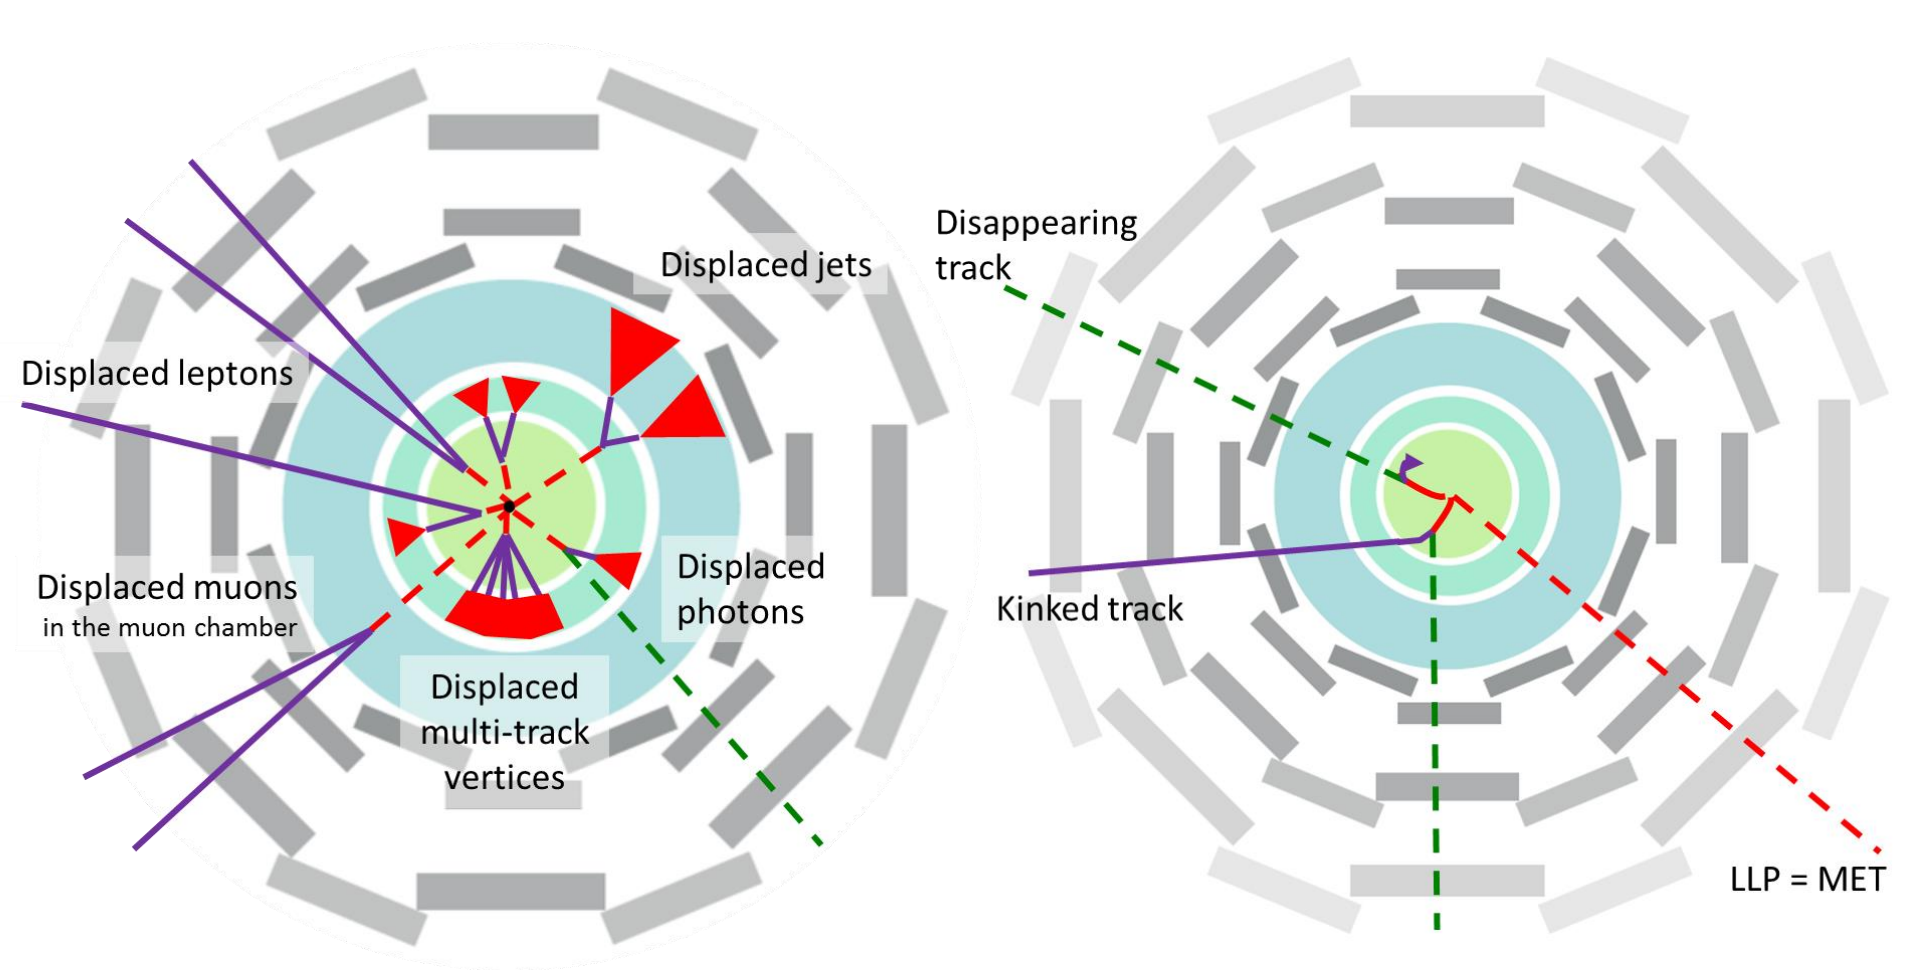 Displaced jets
Displaced leptons
Displaced muons
in the muon chamber
Displaced
photons
Displaced
multi-track
vertices
Disappearing
track
Kinked track
LLP = MET